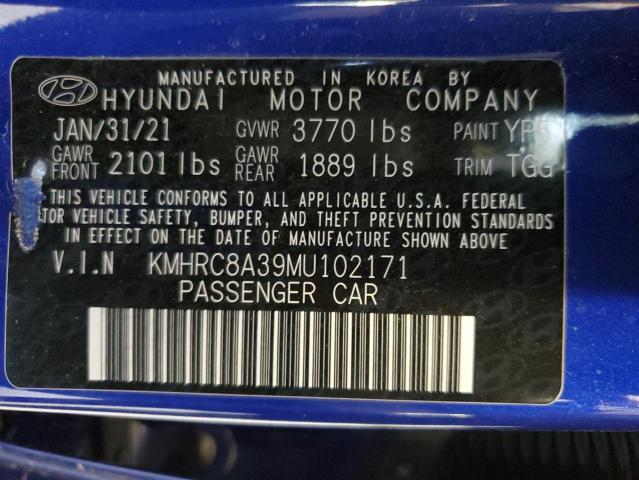 MANUFACTURED IN KOREA BY
HYUNDAI MOTOR COMPANY
JAN/31/21 GVWR 3770 lbs PAINT
GAWR FRONT 2101 lbs GAWR REAR 1889 lbs TRIM TGG
THIS VEHICLE CONFORMS TO ALL APPLICABLE U.S.A. FEDERAL
VEHICLE SAFETY, BUMPER, AND THEFT PREVENTION STANDARDS
IN EFFECT ON THE DATE OF MANUFACTURE SHOWN ABOVE
V.I.N KMHRC8A39MU102171
PASSENGER CAR